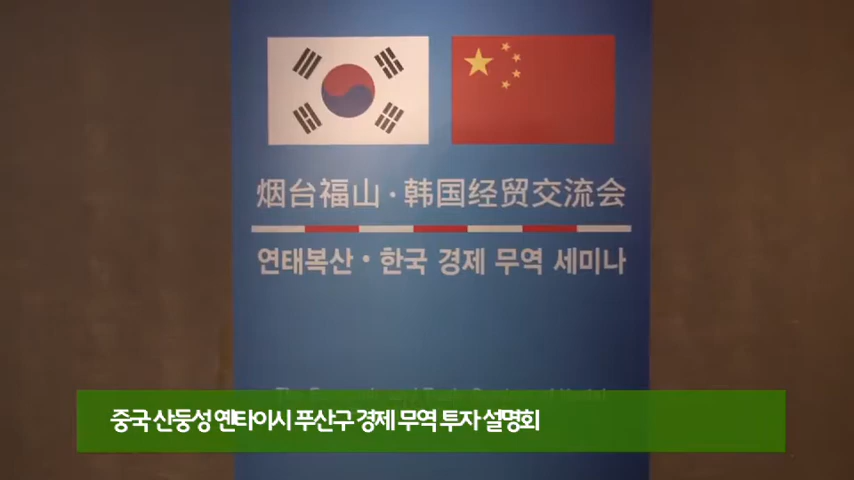 烟台福山·韩国经贸交流会
연태복산·한국 경제 무역 세미나
중국 산둥성 옌타이시 푸산구 경제 무역 투자 설명회